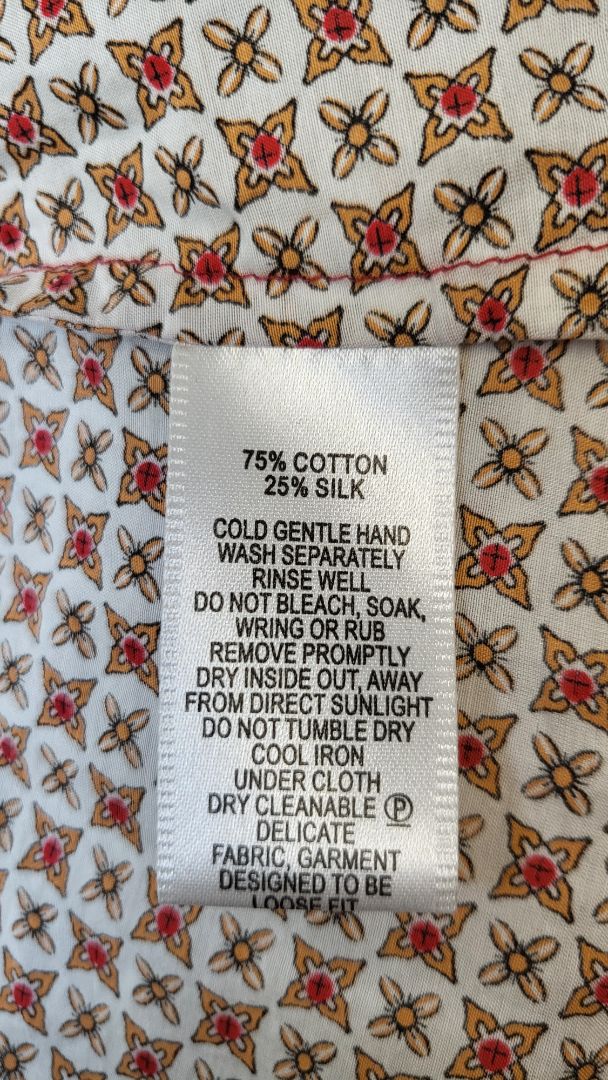 75% COTTON
25% SILK
COLD GENTLE HAND
WASH SEPARATELY
RINSE WELL
DO NOT BLEACH, SOAK,
WRING OR RUB
REMOVE PROMPTLY
DRY INSIDE OUT, AWAY
FROM DIRECT SUNLIGHT
DO NOT TUMBLE DRY
COOL IRON
UNDER CLOTH
DRY CLEANABLE Ⓟ
DELICATE
FABRIC, GARMENT
DESIGNED TO BE
LOOSE FIT